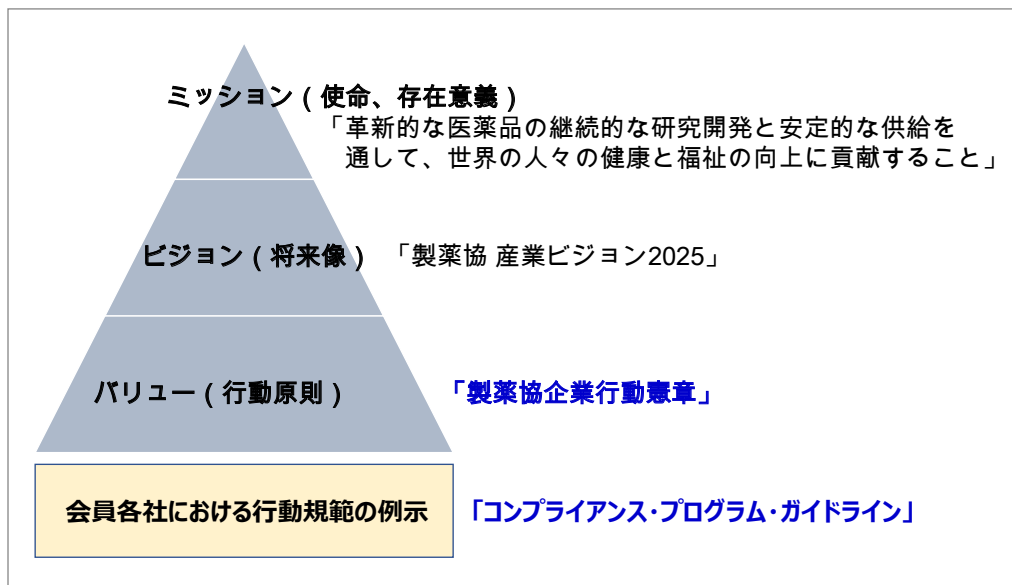 ミッション（使命、存在意義）
「革新的な医薬品の継続的な研究開発と安定的な供給を
通して、世界の人々の健康と福祉の向上に貢献すること」
ビジョン（将来像） 「製薬協 産業ビジョン2025」
バリュー（行動原則） 「製薬協企業行動憲章」
会員各社における行動規範の例示 「コンプライアンス・プログラム・ガイドライン」